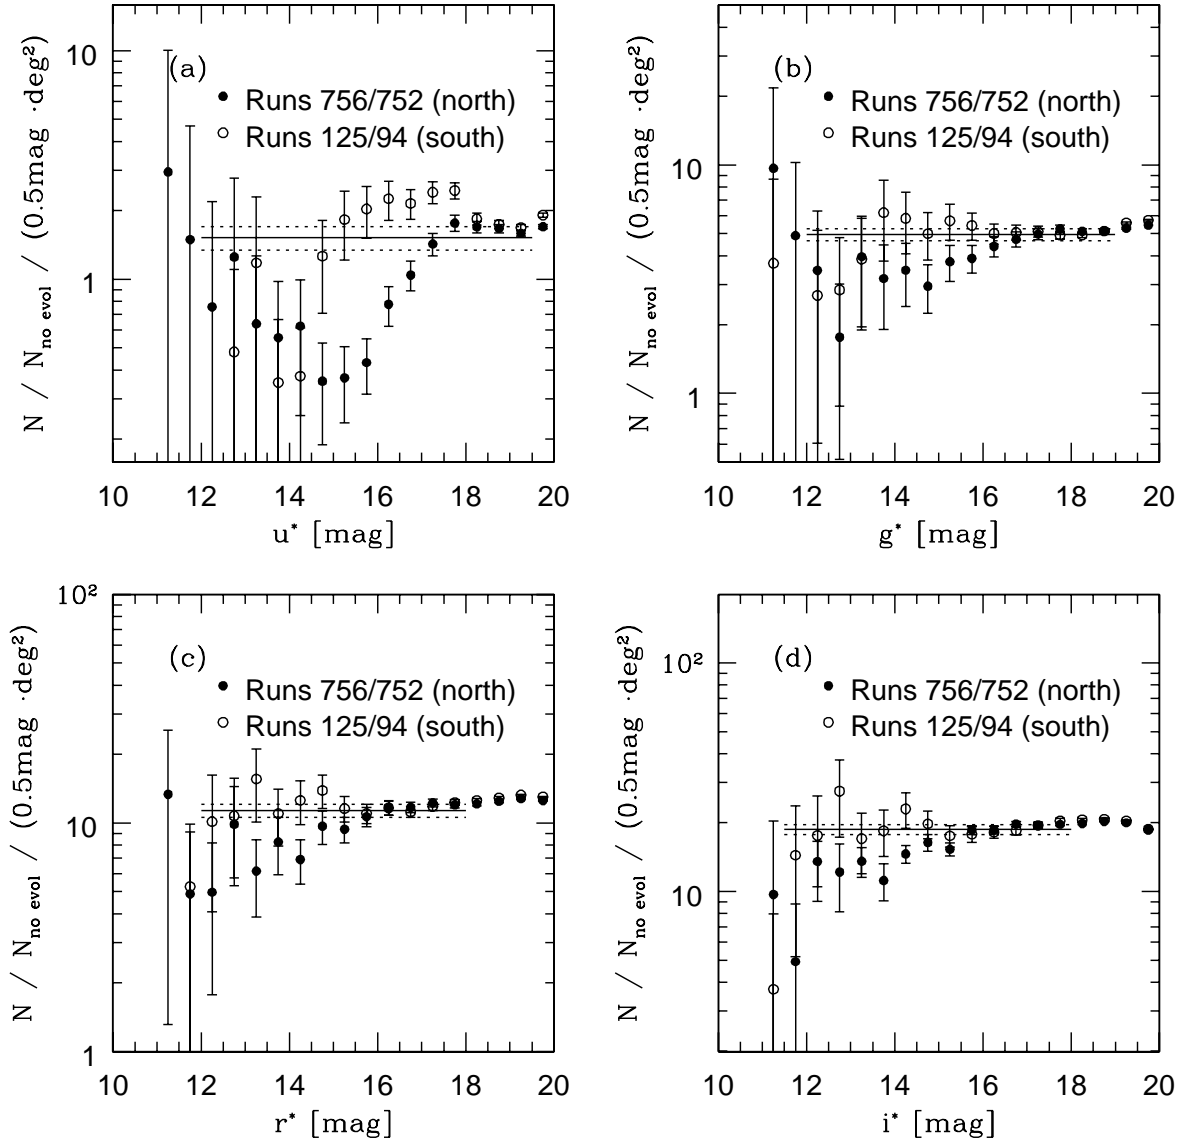 (a)
Runs 756/752 (north)
Runs 125/94 (south)
10
1
N / N_no evol / (0.5mag ·deg²)
10 12 14 16 18 20
u* [mag]
(b)
Runs 756/752 (north)
Runs 125/94 (south)
10
1
N / N_no evol / (0.5mag ·deg²)
10 12 14 16 18 20
g* [mag]
(c)
Runs 756/752 (north)
Runs 125/94 (south)
10²
10
1
N / N_no evol / (0.5mag ·deg²)
10 12 14 16 18 20
r* [mag]
(d)
Runs 756/752 (north)
Runs 125/94 (south)
10²
10
N / N_no evol / (0.5mag ·deg²)
10 12 14 16 18 20
i* [mag]